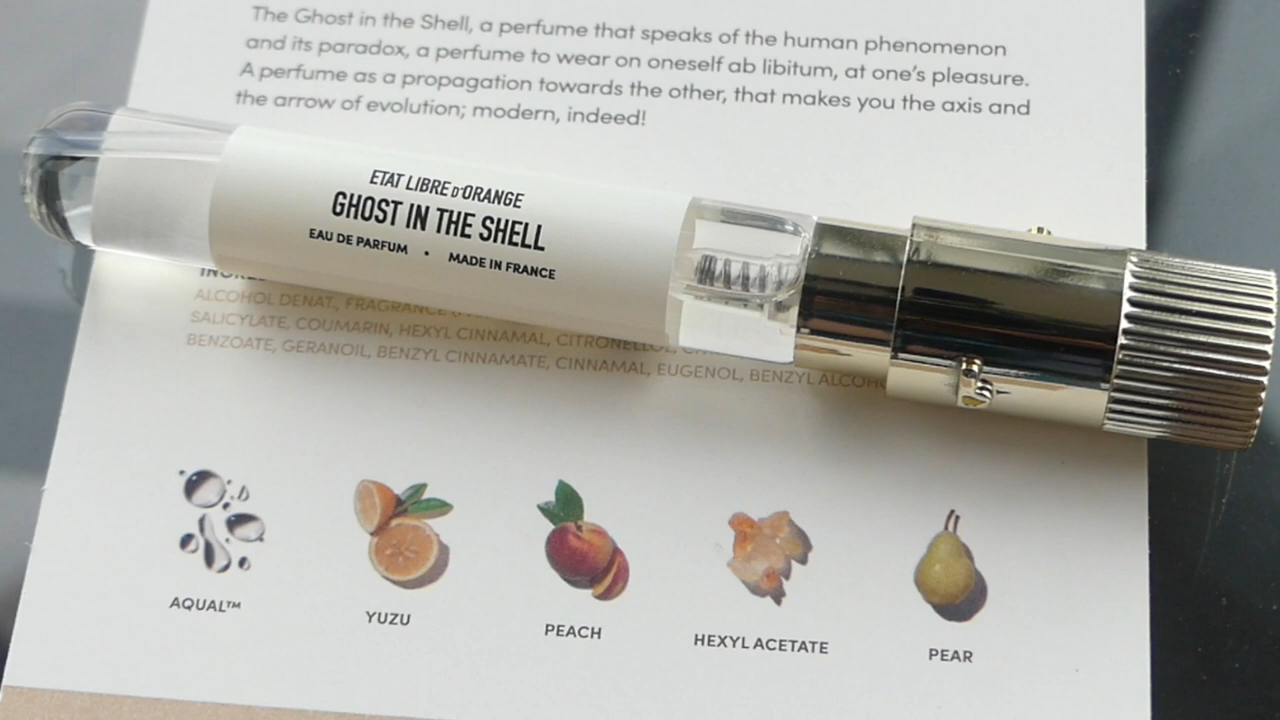 The Ghost in the Shell, a perfume that speaks of the human phenomenon
and its paradox, a perfume to wear on oneself ab libitum, at one's pleasure.
A perfume as a propagation towards the other, that makes you the axis and
the arrow of evolution; modern, indeed!
ETAT LIBRE D'ORANGE
GHOST IN THE SHELL
EAU DE PARFUM • MADE IN FRANCE
ALCOHOL DENAT., FRAGRANCE
SALICYLATE, COUMARIN, HEXYL CINNAMAL, CITRONELLOL,
BENZOATE, GERANIOL, BENZYL CINNAMATE, CINNAMAL, EUGENOL, BENZYL ALCOHOL
AQUAL™
YUZU
PEACH
HEXYL ACETATE
PEAR